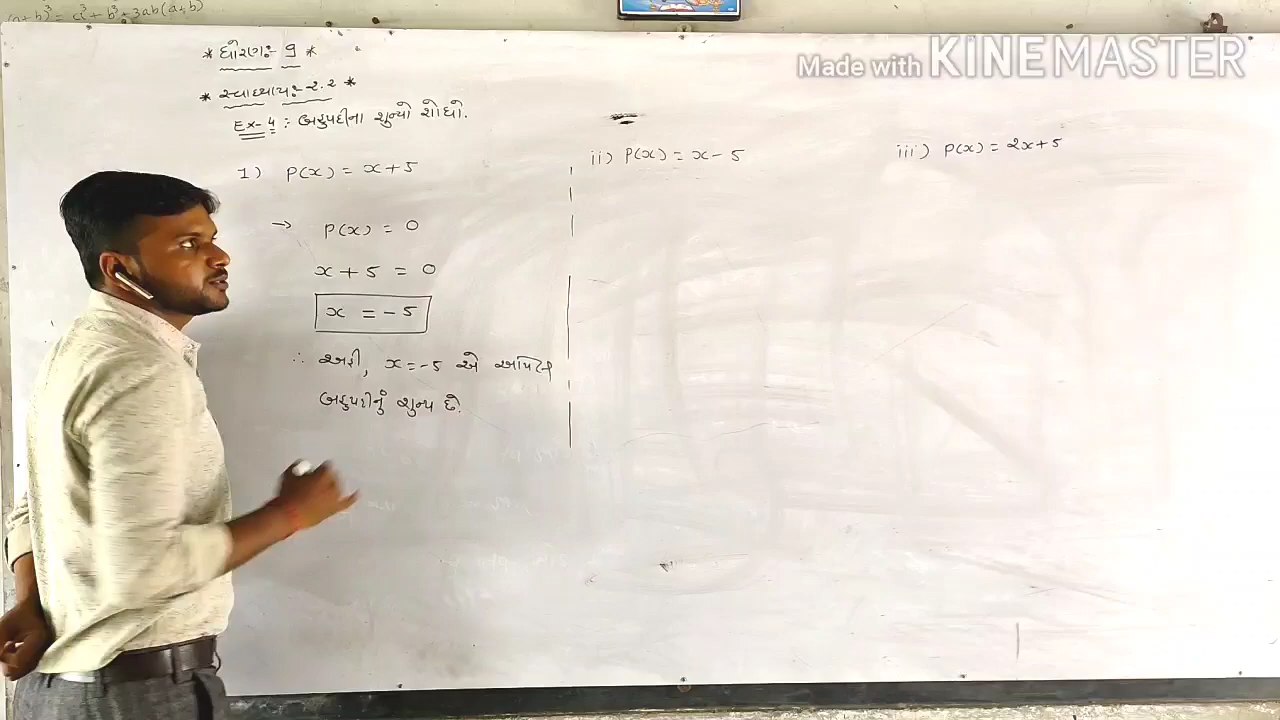 (a+b)³ = a³ + b³ + 3ab(a+b)
Made with KINEMASTER
* ધોરણ:- 9 *
* સ્વાધ્યાય:- ૨.૨ *
Ex-4 : બહુપદીના શુન્યો શોધો.
1) P(x) = x+5
→ P(x) = 0
x + 5 = 0
x = -5
∴ અહી, x=-5 એ આપેલ
બહુપદીનું શુન્ય છે.
ii) P(x) = x - 5
iii) P(x) = 2x+5